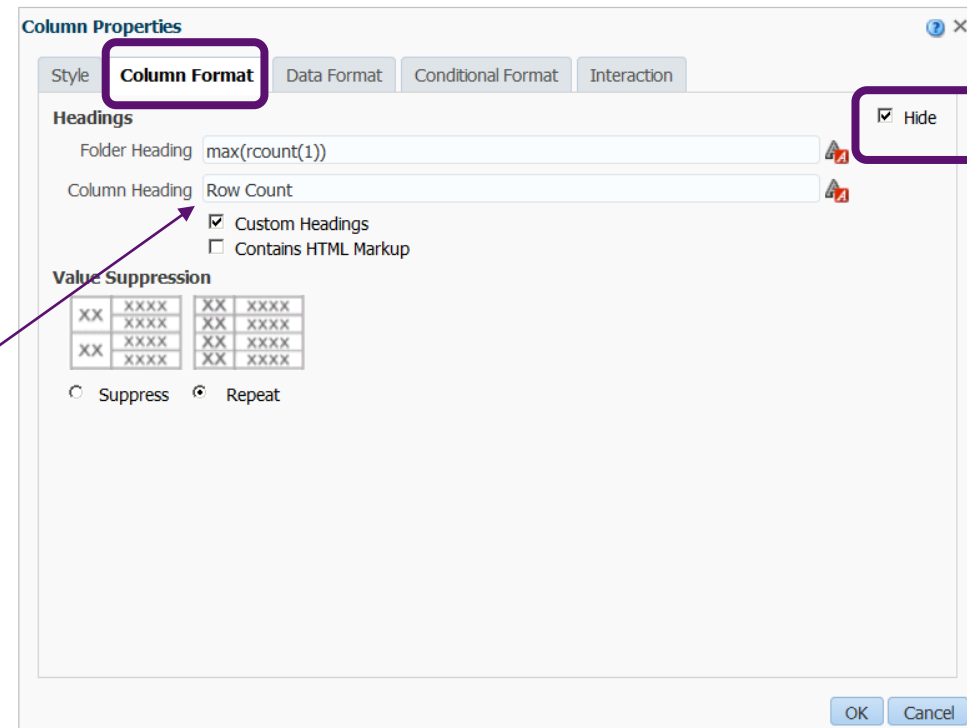 Column Properties
Style Column Format Data Format Conditional Format Interaction
Headings
Hide
Folder Heading max(rcount(1))
Column Heading Row Count
Custom Headings
Contains HTML Markup
Value Suppression
XX XXXX XX XXXX
XXXX XX XXXX
XX XXXX XX XXXX
XXXX XX XXXX
Suppress Repeat
OK Cancel